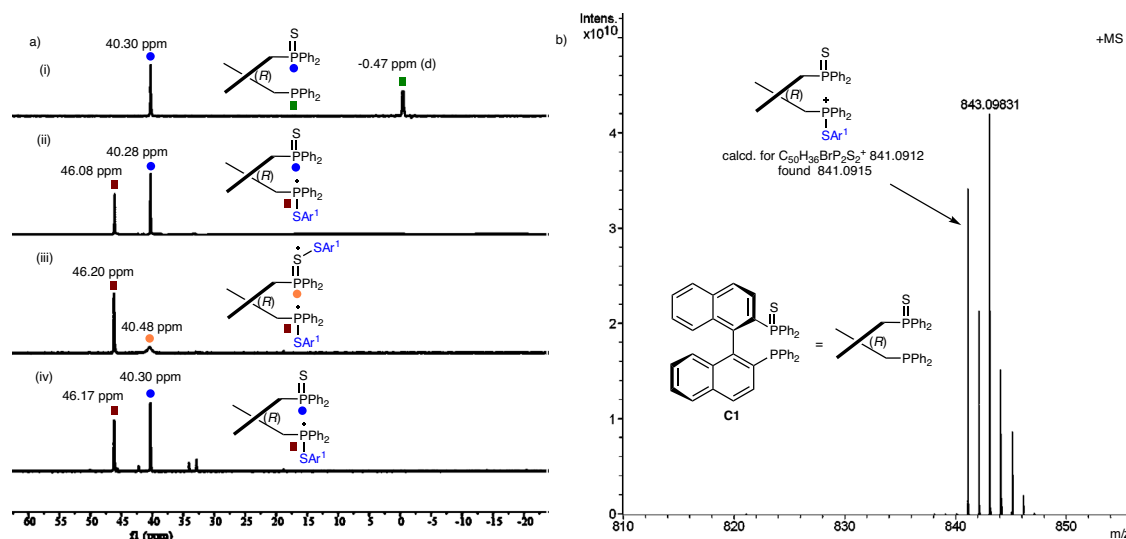 a)
(i)
40.30 ppm
S
PPh2
(R)
PPh2
-0.47 ppm (d)
(ii)
46.08 ppm
40.28 ppm
S
PPh2
(R)
PPh2
SAr1
(iii)
46.20 ppm
40.48 ppm
SAr1
S
PPh2
(R)
PPh2
SAr1
(iv)
46.17 ppm
40.30 ppm
S
PPh2
(R)
PPh2
SAr1
60 55 50 45 40 35 30 25 20 15 10 5 0 -5 -10 -15 -20
f1 (ppm)
b)
Intens.
x10^10
+MS
S
PPh2
(R)
+
PPh2
SAr1
843.09831
calcd. for C50H36BrP2S2+ 841.0912
found 841.0915
S
PPh2
PPh2
=
S
PPh2
(R)
PPh2
C1
4
3
2
1
0
810 820 830 840 850
m/z